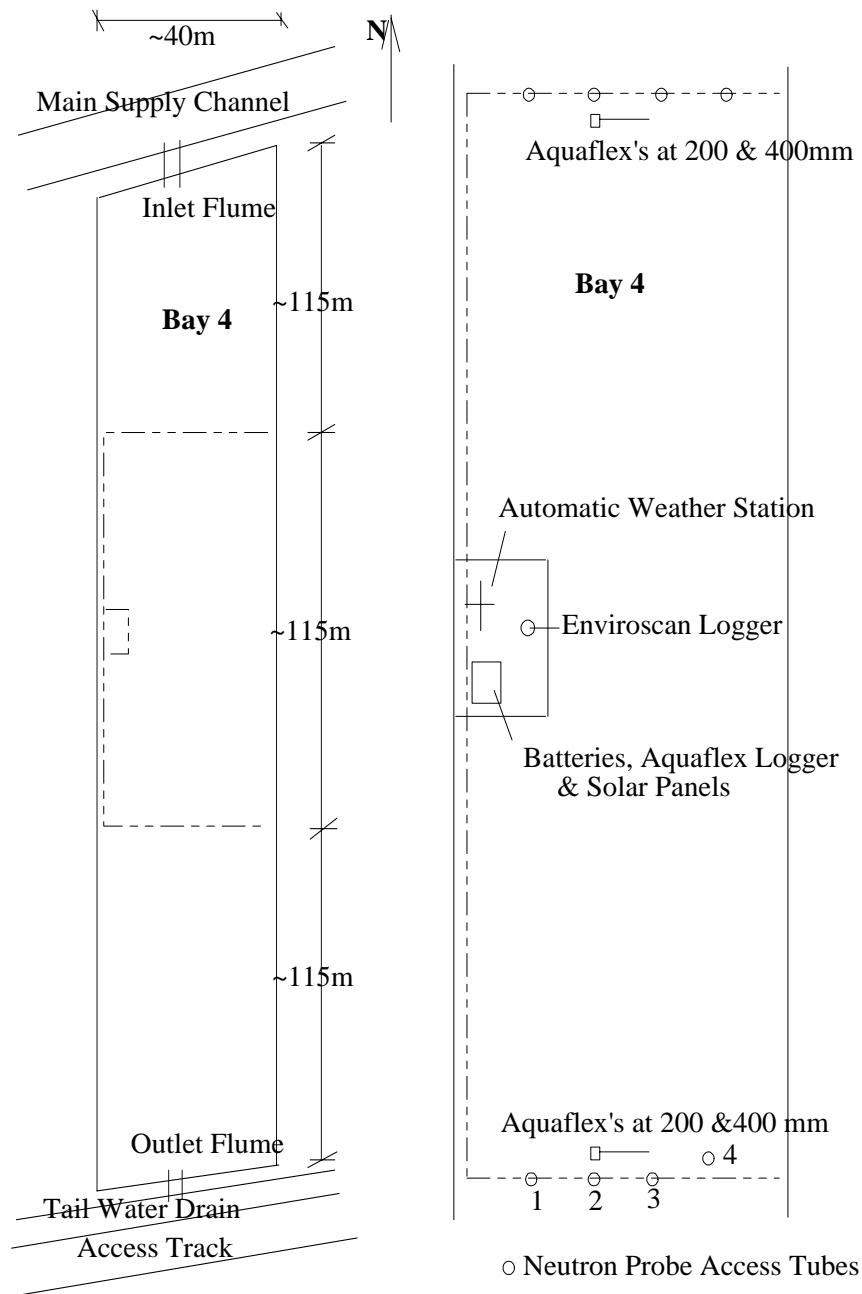 ~40m
N
Main Supply Channel
Inlet Flume
~115m
Bay 4
~115m
~115m
Outlet Flume
Tail Water Drain
Access Track
Aquaflex's at 200 & 400mm
Bay 4
Automatic Weather Station
Enviroscan Logger
Batteries, Aquaflex Logger
& Solar Panels
Aquaflex's at 200 &400 mm
4
1 2 3
Neutron Probe Access Tubes